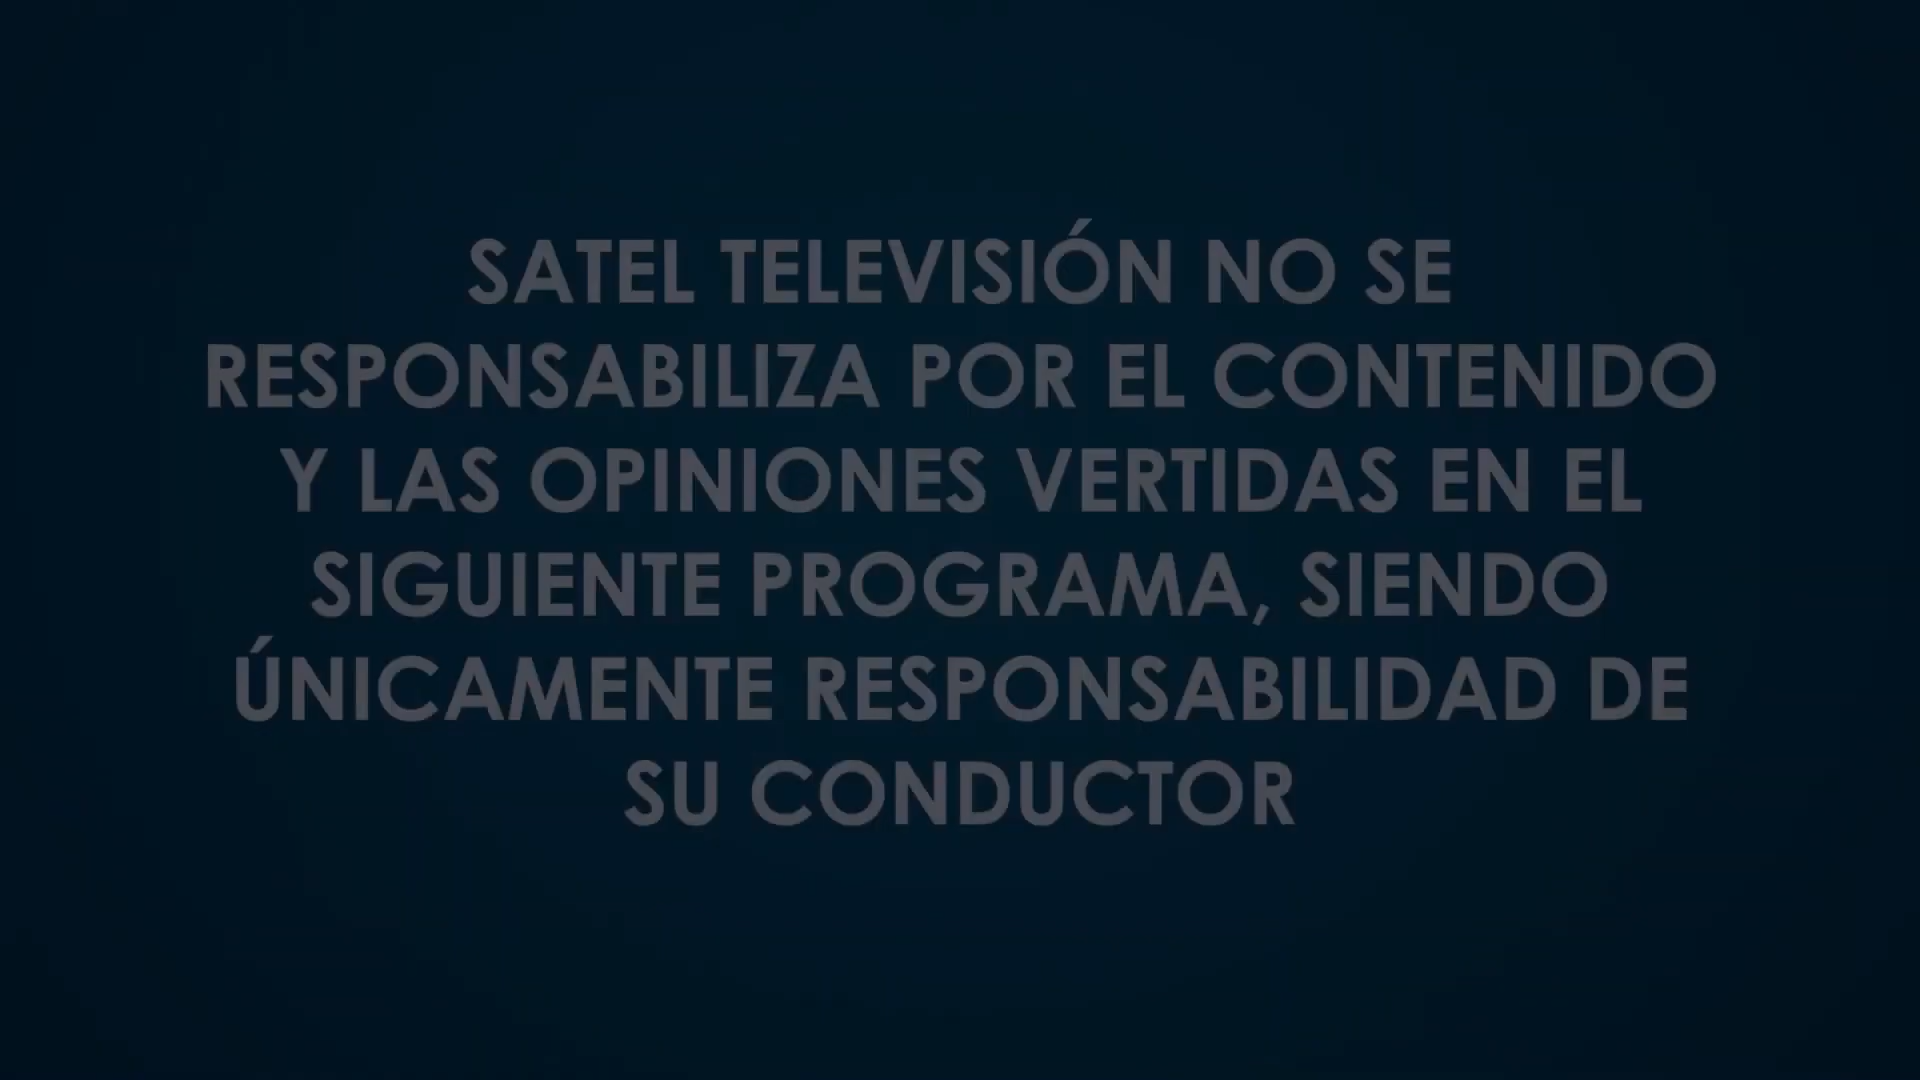 SATEL TELEVISIÓN NO SE
RESPONSABILIZA POR EL CONTENIDO
Y LAS OPINIONES VERTIDAS EN EL
SIGUIENTE PROGRAMA, SIENDO
ÚNICAMENTE RESPONSABILIDAD DE
SU CONDUCTOR